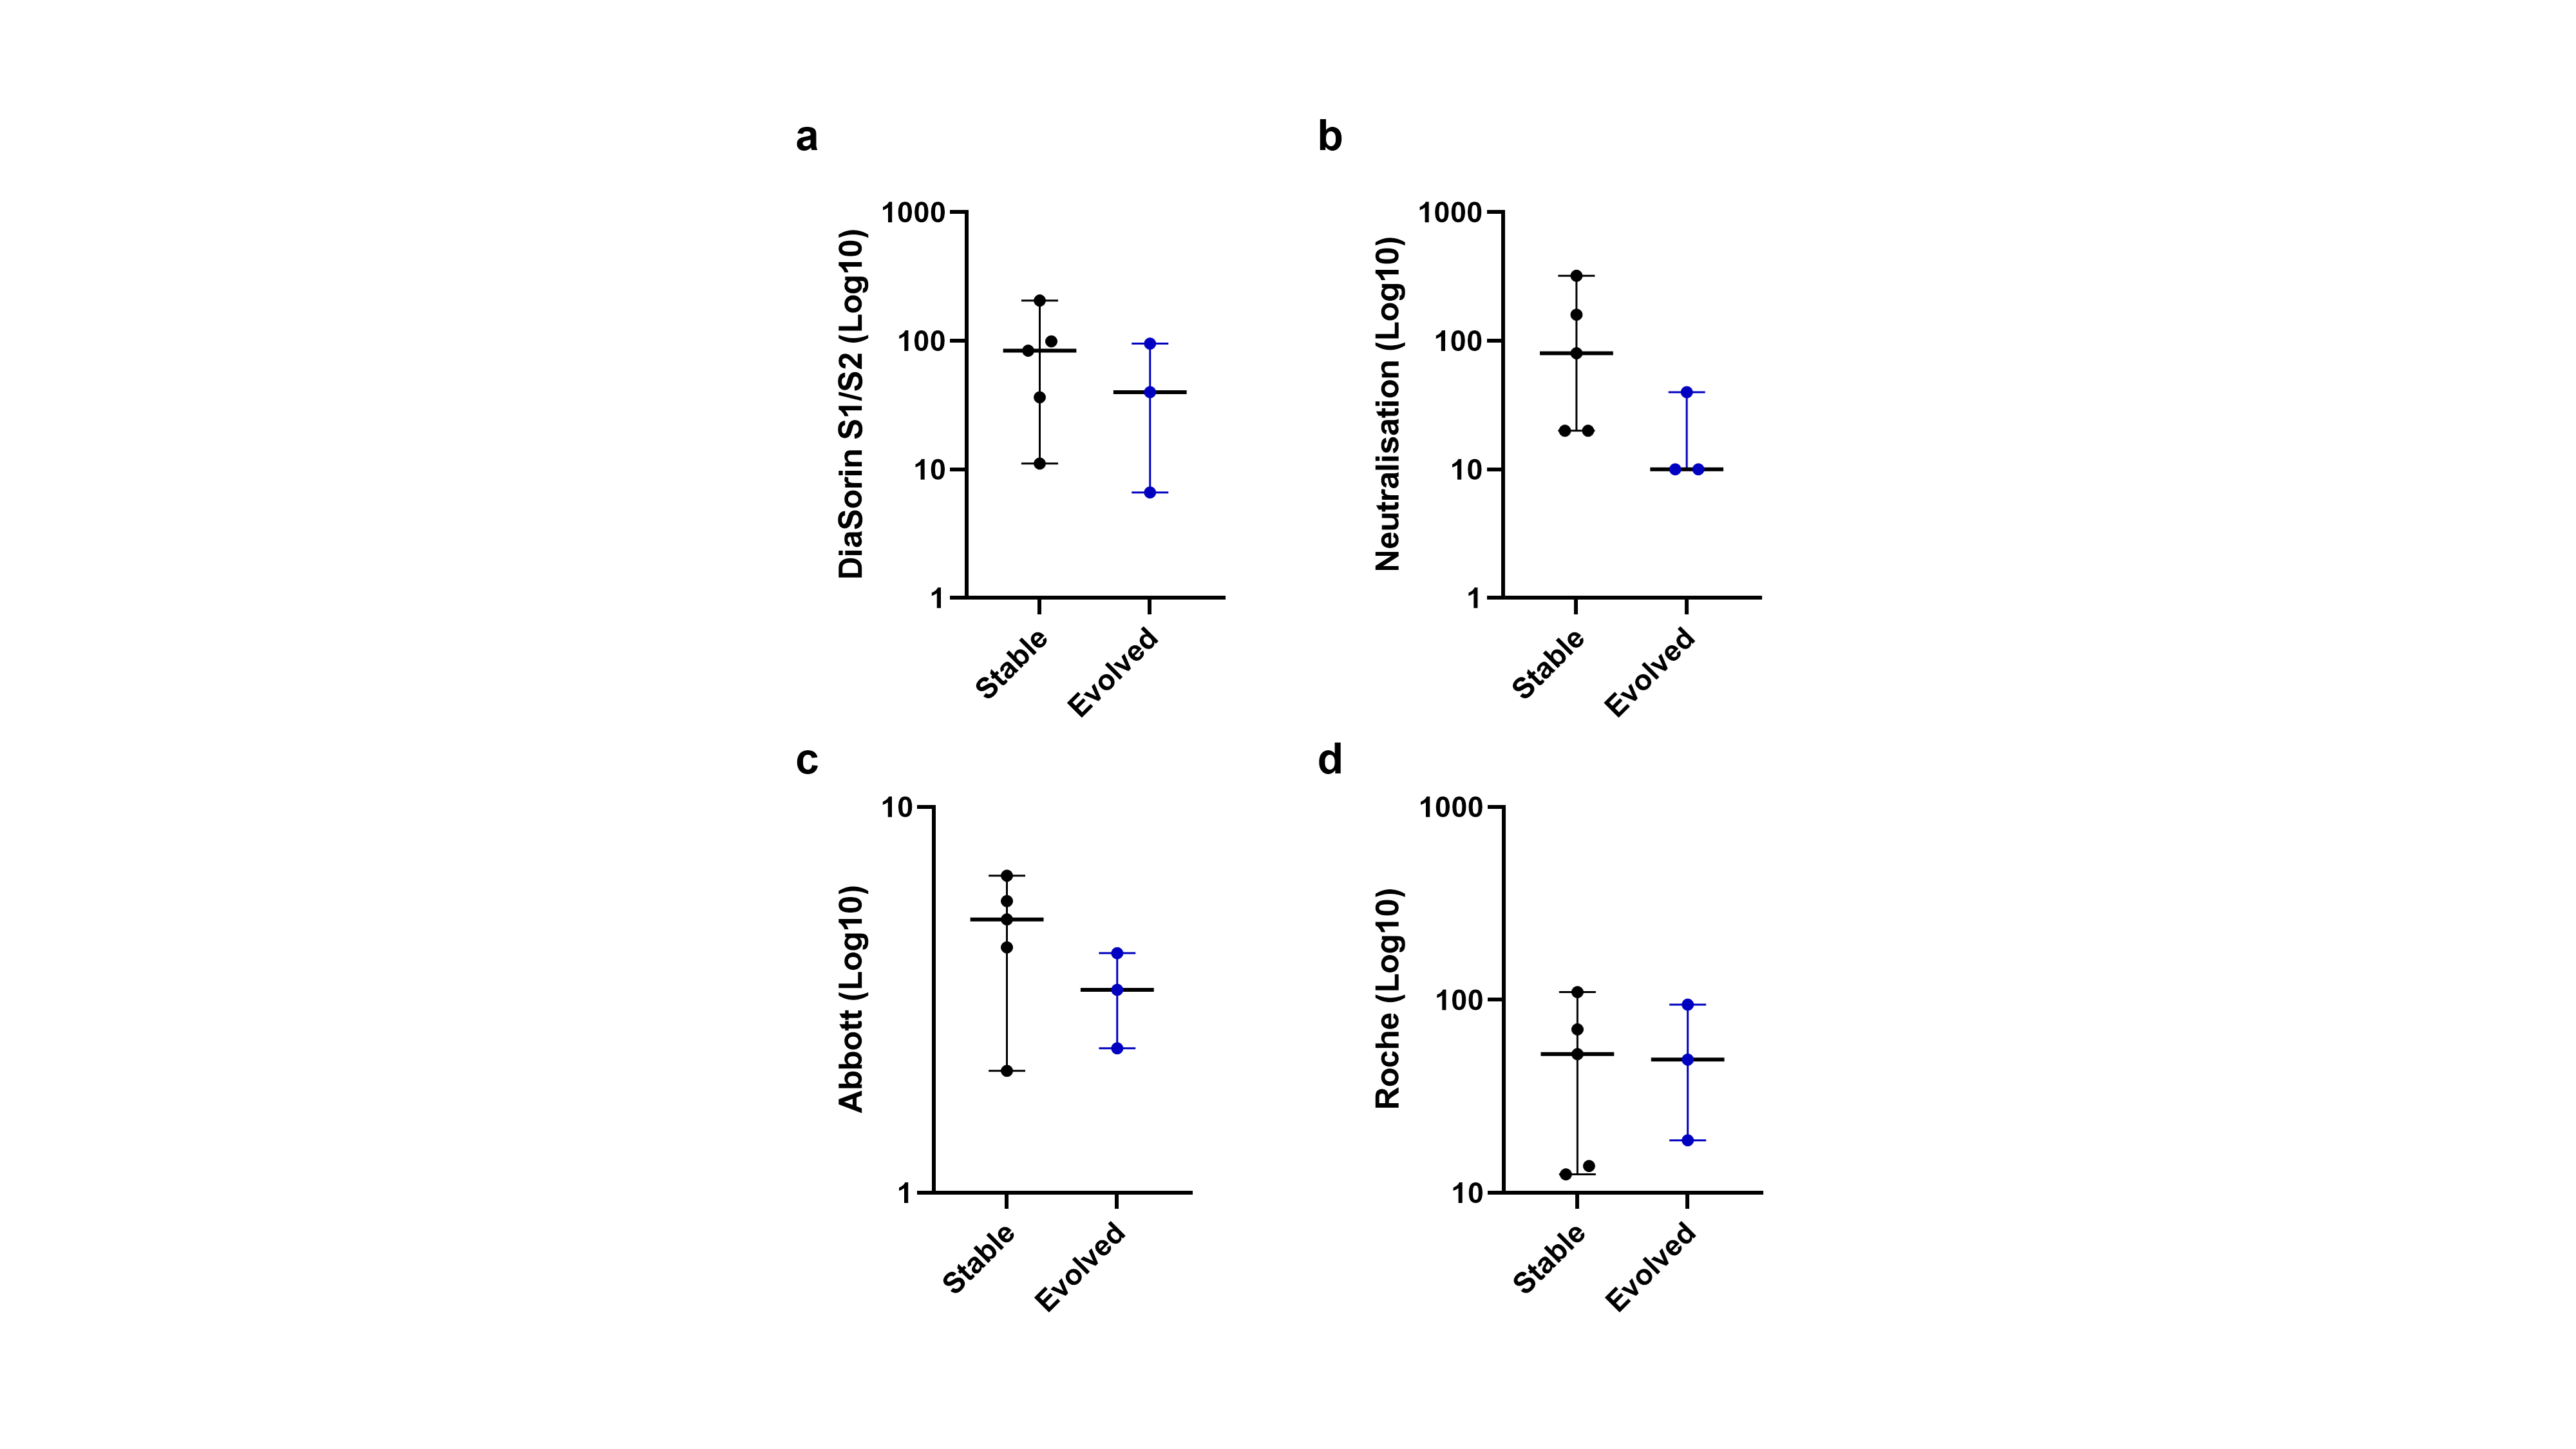 a
DiaSorin S1/S2 (Log10)
1000
100
10
1
Stable
Evolved
b
Neutralisation (Log10)
1000
100
10
1
Stable
Evolved
c
Abbott (Log10)
10
1
Stable
Evolved
d
Roche (Log10)
1000
100
10
Stable
Evolved